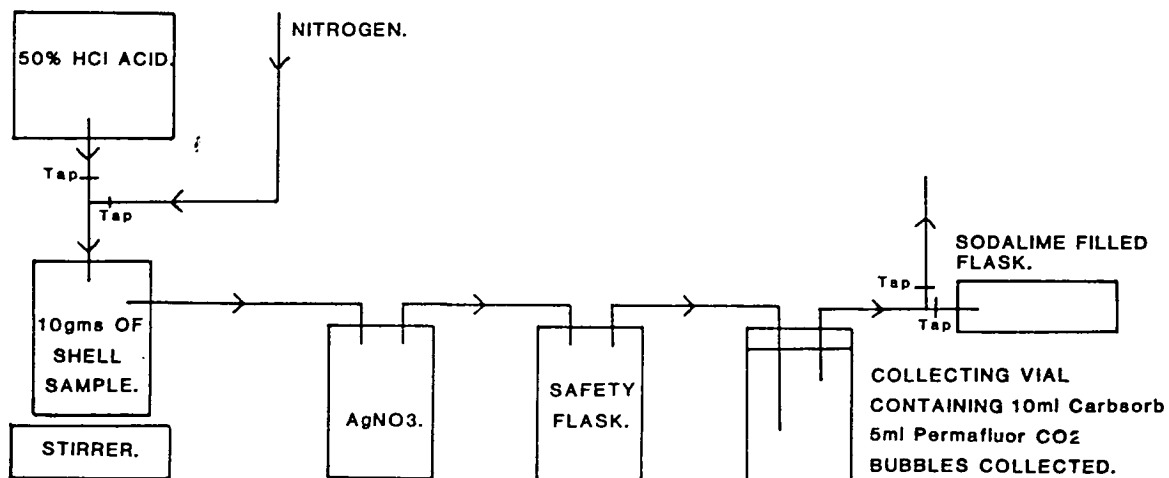 50% HCl ACID.
NITROGEN.
Tap
Tap
10gms OF
SHELL
SAMPLE.
STIRRER.
AgNO3.
SAFETY
FLASK.
Tap
Tap
SODALIME FILLED
FLASK.
COLLECTING VIAL
CONTAINING 10ml Carbsorb
5ml Permafluor CO2
BUBBLES COLLECTED.